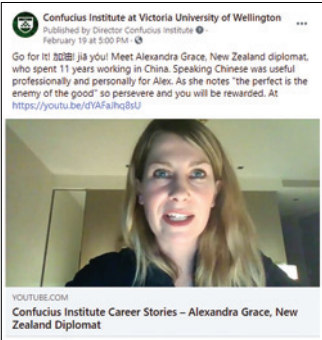 Confucius Institute at Victoria University of Wellington
Published by Director Confucius Institute ·
February 19 at 5:00 PM ·
Go for It! 加油! jiā yóu! Meet Alexandra Grace, New Zealand diplomat,
who spent 11 years working in China. Speaking Chinese was useful
professionally and personally for Alex. As she notes "the perfect is the
enemy of the good" so persevere and you will be rewarded. At
https://youtu.be/dYAFaJhq8sU
YOUTUBE.COM
Confucius Institute Career Stories – Alexandra Grace, New
Zealand Diplomat